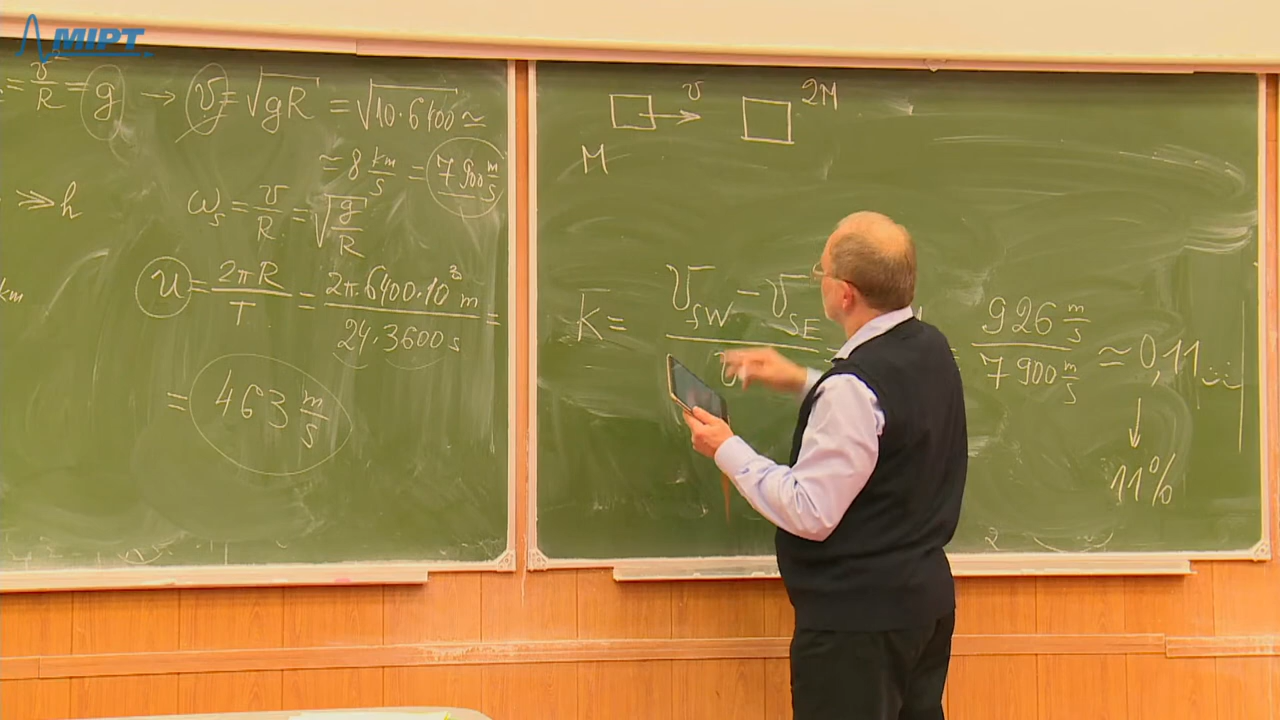 MIPT
= v²/R = g → v = √gR = √10·6400 ≃
≈ 8 km/s = 7 900 m/s
≫ h
ω_s = v/R = √g/R
km
u = 2πR/T = 2π·6400·10³ m/24·3600 s =
= 463 m/s
v
2M
M
K = v_SW − v_SE
= 926 m/s / 7 900 m/s ≈ 0,11
↓
11%